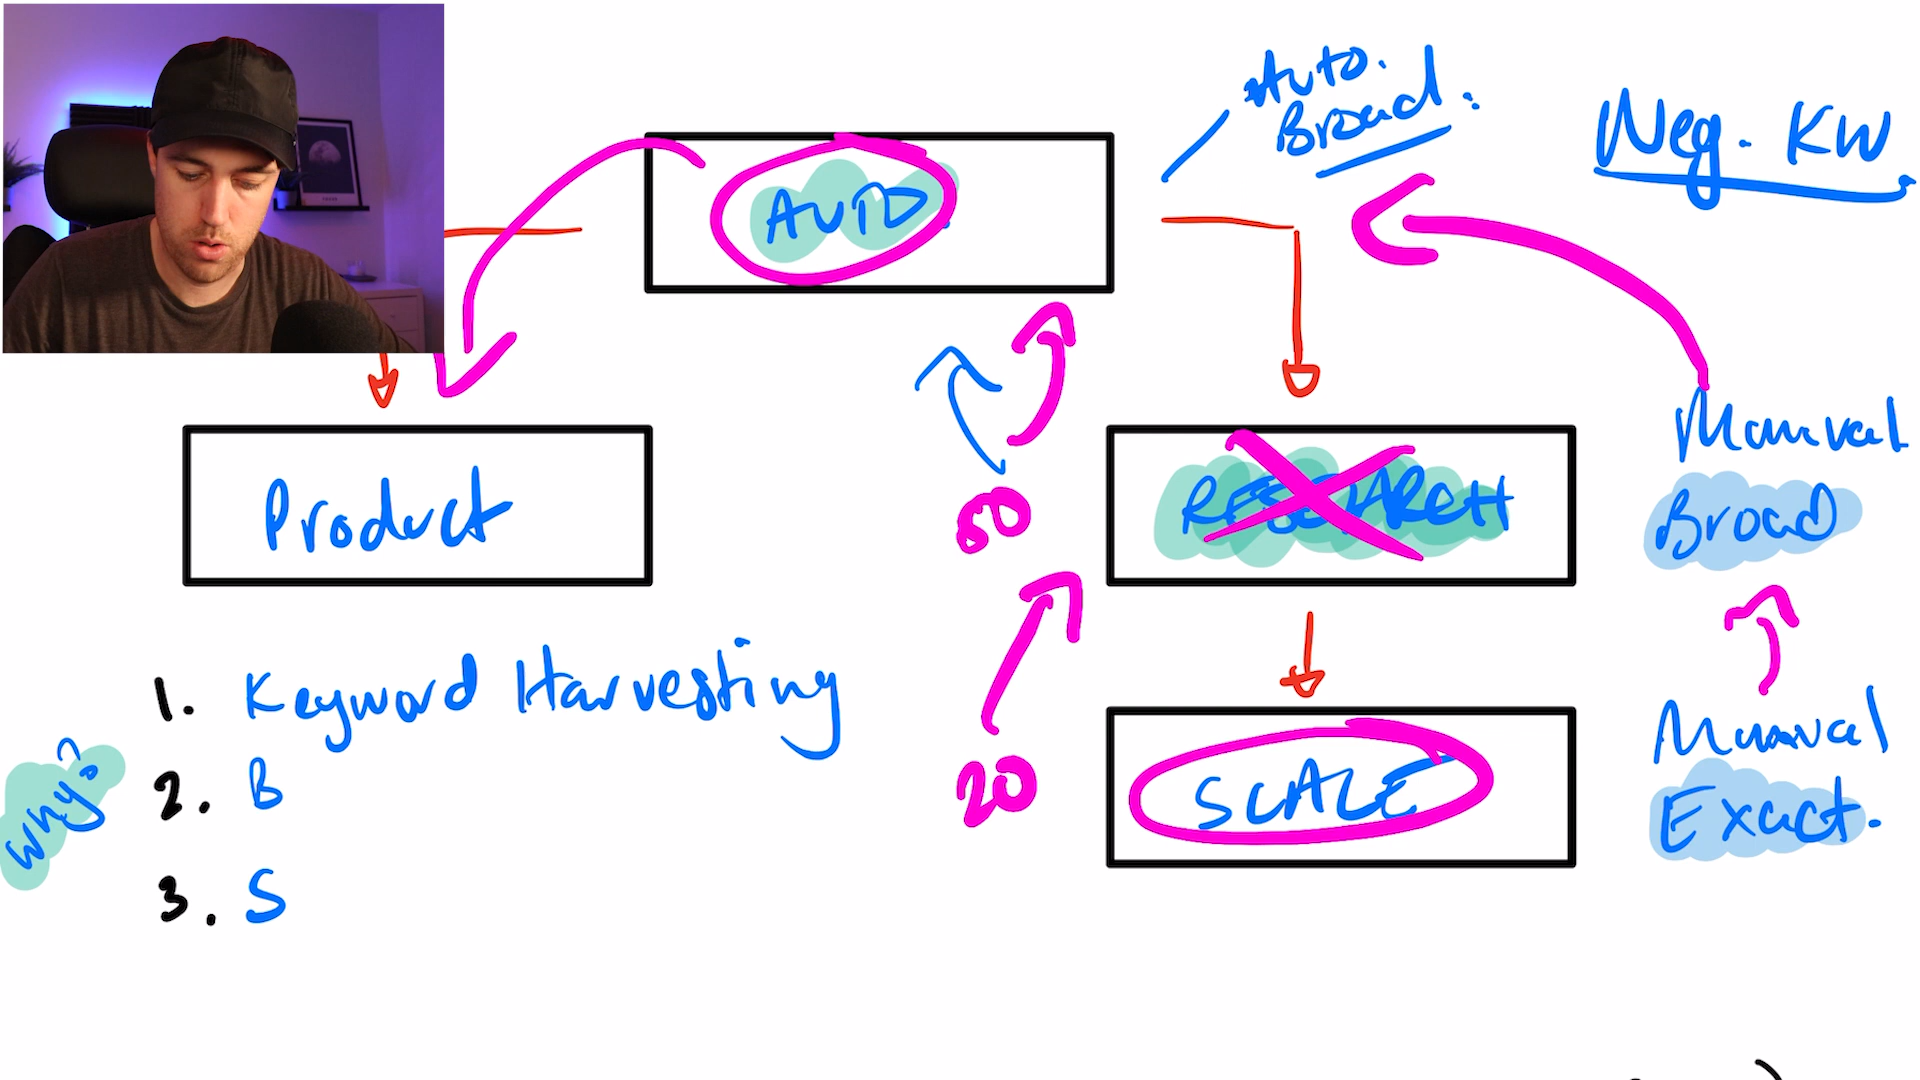 Auto.
Broad.
Neg. KW
AUTO.
Manual
Broad
Product
80
RESEARCH
1. Keyword Harvesting
Why?
2. B
20
SCALE
Manual
Exact.
3. S